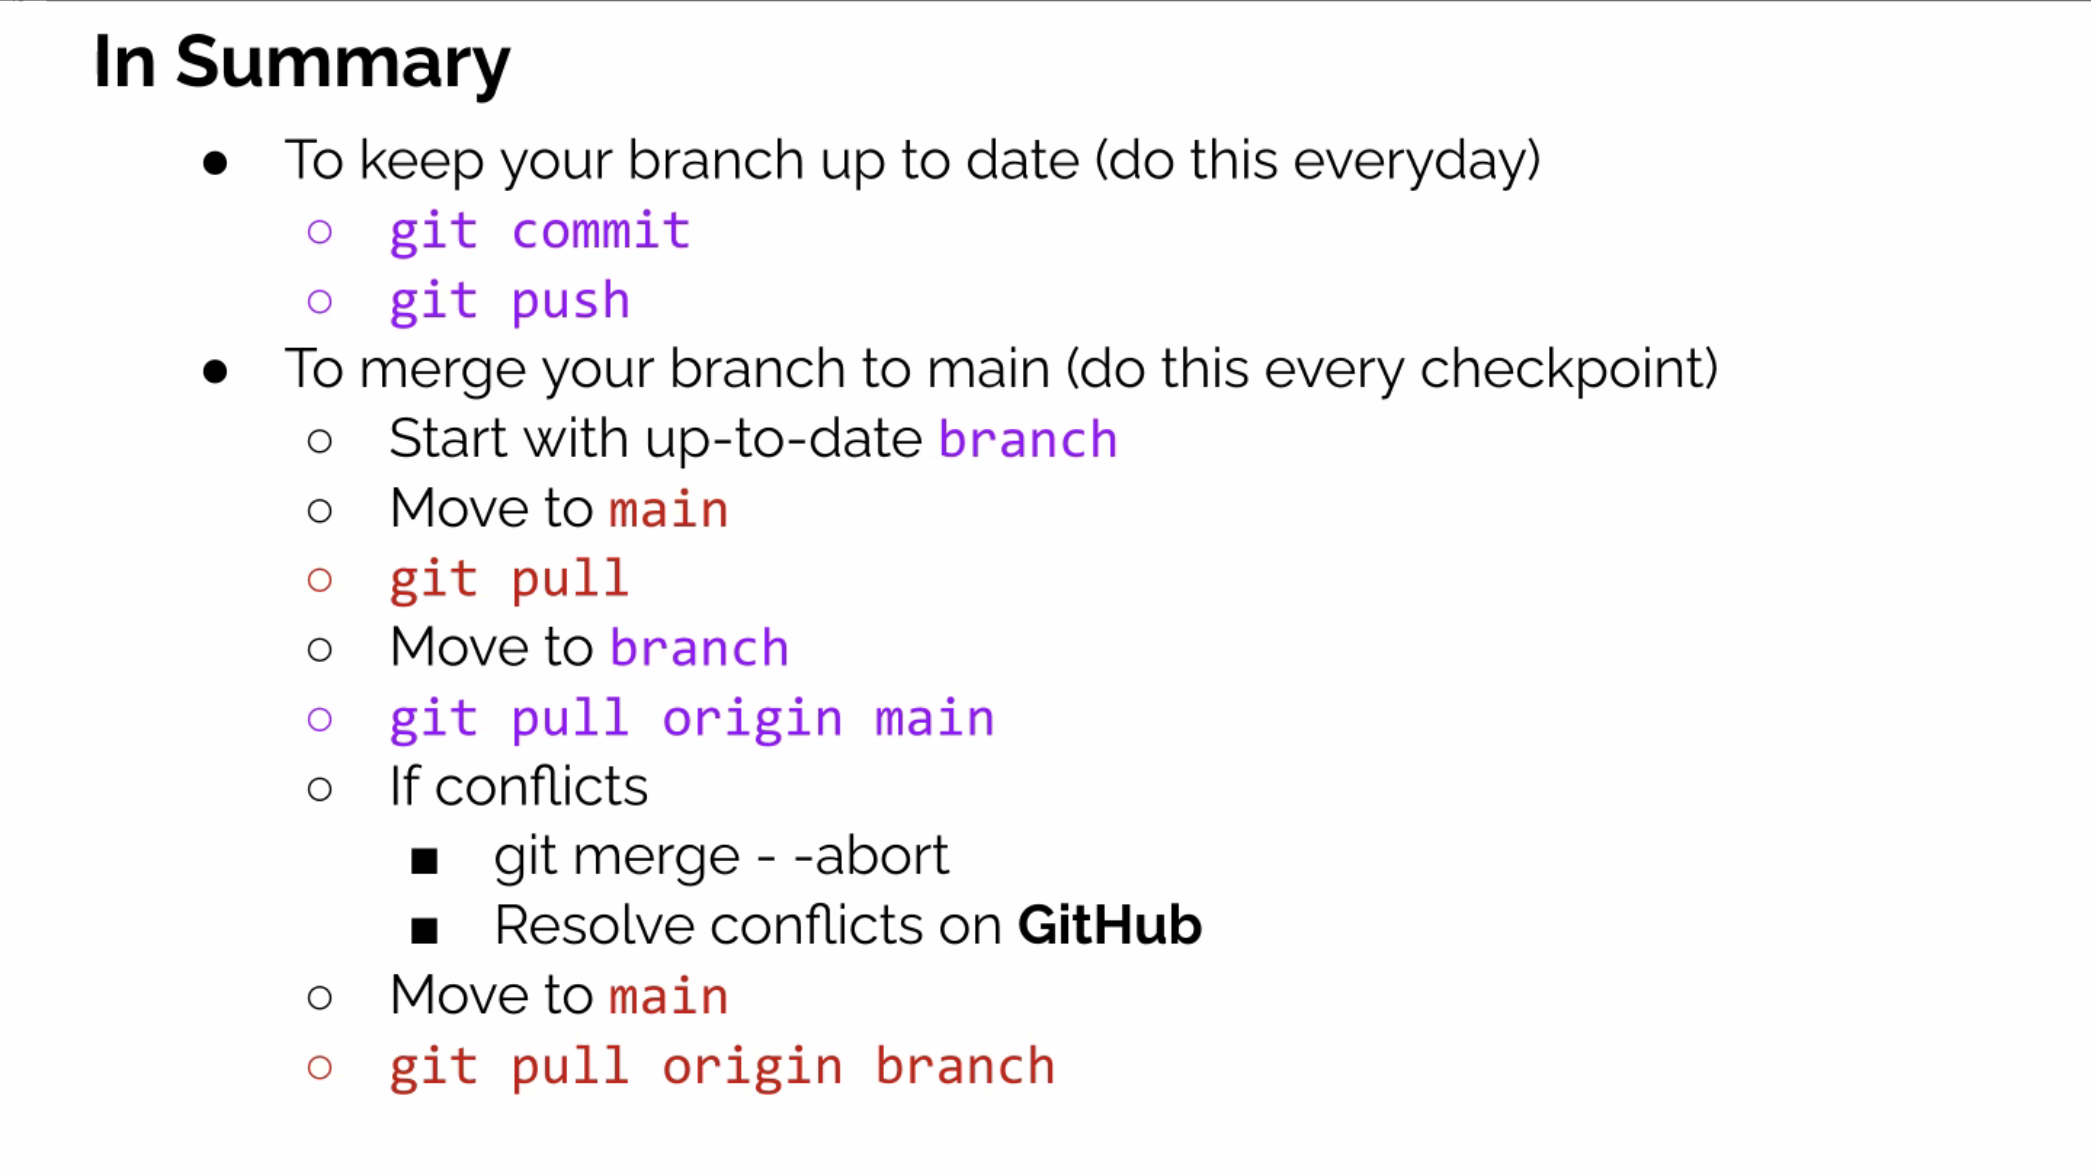 In Summary
● To keep your branch up to date (do this everyday)
○ git commit
○ git push
● To merge your branch to main (do this every checkpoint)
○ Start with up-to-date branch
○ Move to main
○ git pull
○ Move to branch
○ git pull origin main
○ If conflicts
■ git merge - -abort
■ Resolve conflicts on GitHub
○ Move to main
○ git pull origin branch